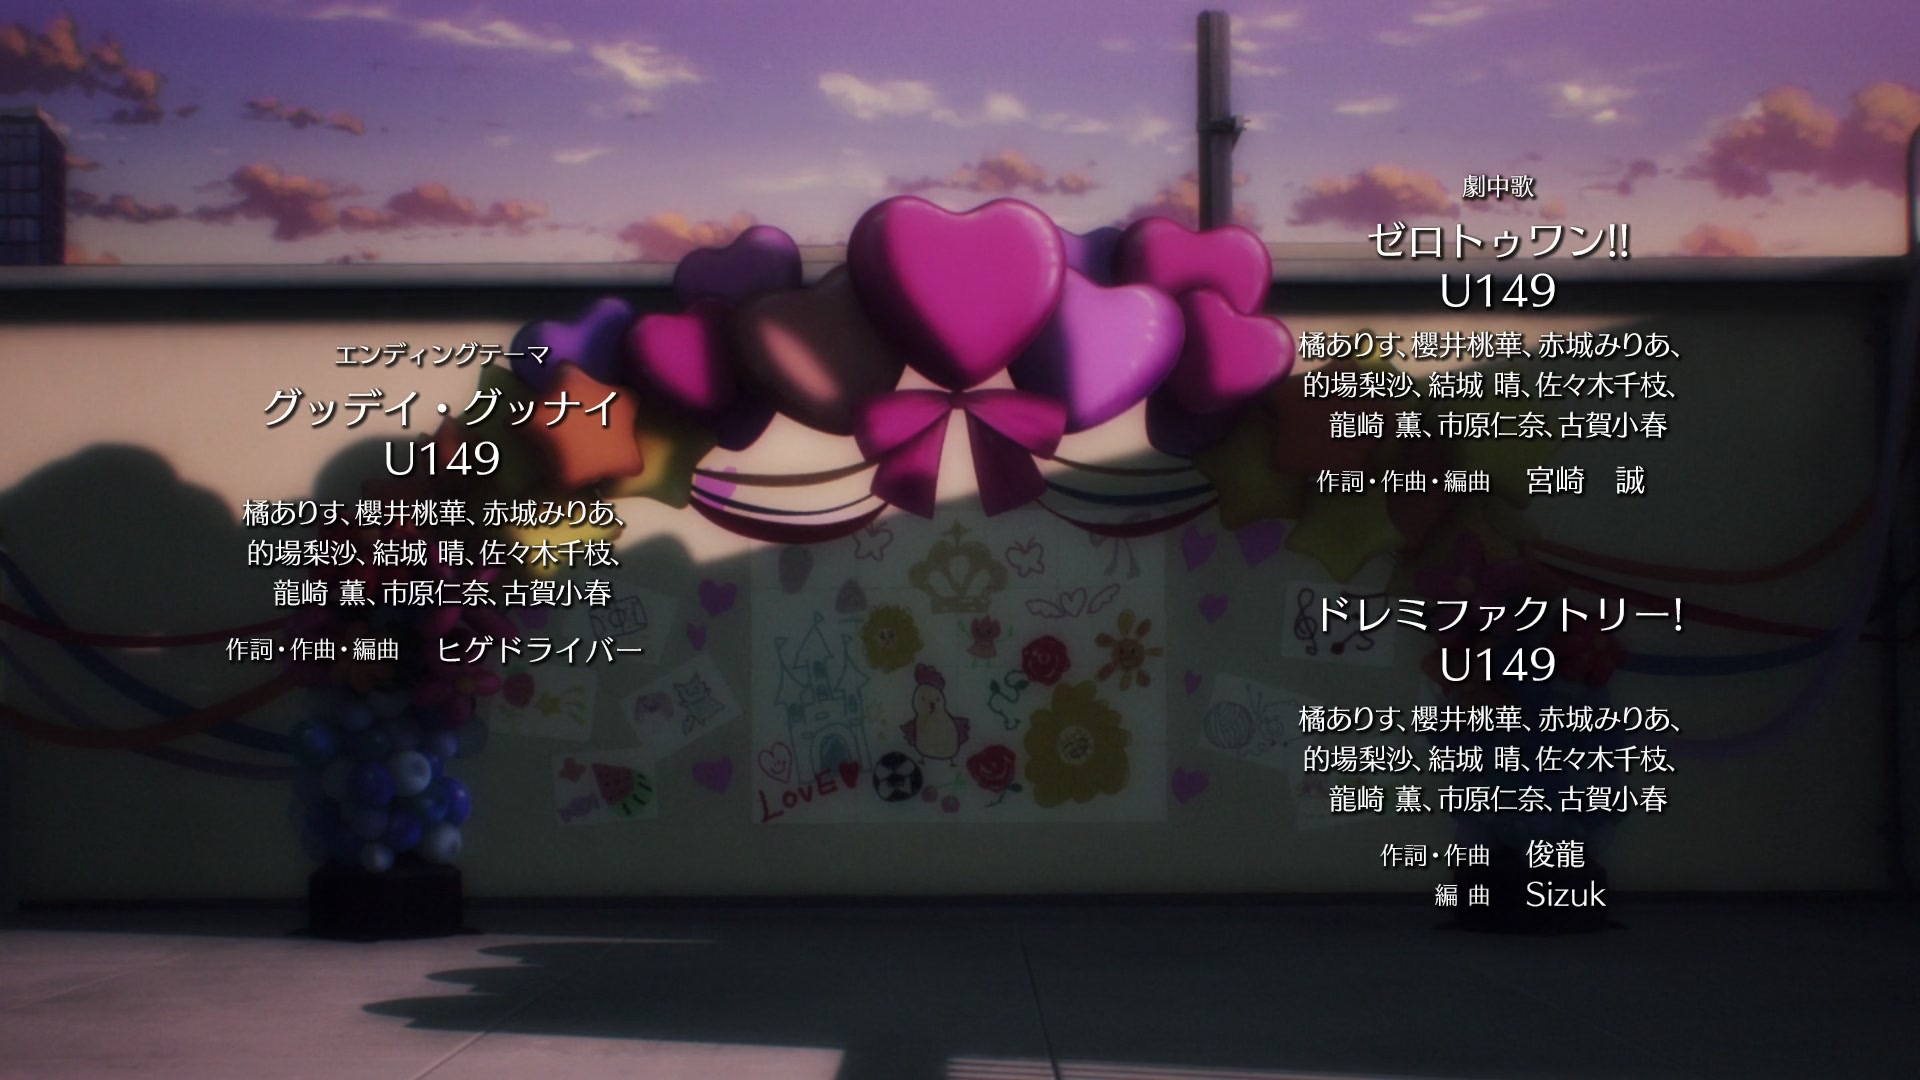 エンディングテーマ
グッデイ・グッナイ
U149
橘ありす、櫻井桃華、赤城みりあ、
的場梨沙、結城 晴、佐々木千枝、
龍崎 薫、市原仁奈、古賀小春
作詞・作曲・編曲　ヒゲドライバー
劇中歌
ゼロトゥワン!!
U149
橘ありす、櫻井桃華、赤城みりあ、
的場梨沙、結城 晴、佐々木千枝、
龍崎 薫、市原仁奈、古賀小春
作詞・作曲・編曲　宮崎　誠
ドレミファクトリー!
U149
橘ありす、櫻井桃華、赤城みりあ、
的場梨沙、結城 晴、佐々木千枝、
龍崎 薫、市原仁奈、古賀小春
作詞・作曲　俊龍
編 曲　Sizuk
LOVE